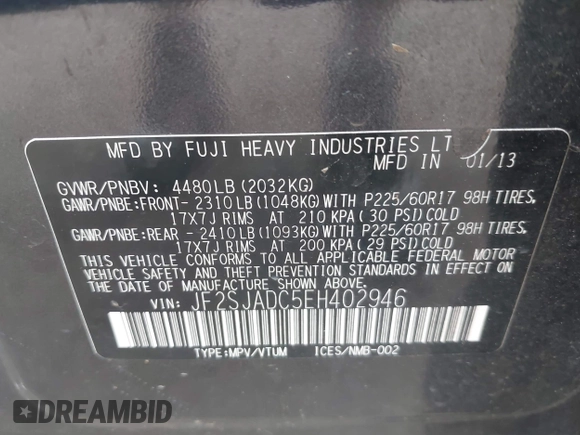 MFD BY FUJI HEAVY INDUSTRIES LT
MFD IN 01/13
GVWR/PNBV: 4480LB(2032KG)
GAWR/PNBE:FRONT- 2310LB(1048KG)WITH P225/60R17 98H TIRES,
17X7J RIMS AT 210 KPA(30 PSI)COLD
GAWR/PNBE:REAR - 2410LB(1093KG)WITH P225/60R17 98H TIRES,
17X7J RIMS AT 200 KPA(29 PSI)COLD
THIS VEHICLE CONFORMS TO ALL APPLICABLE FEDERAL MOTOR
VEHICLE SAFETY AND THEFT PREVENTION STANDARDS IN EFFECT ON
THE DATE OF MANUFACTURE SHOWN ABOVE.
VIN: JF2SJADC5EH402946
TYPE:MPV/VTUM ICES/NMB-002
DREAMBID